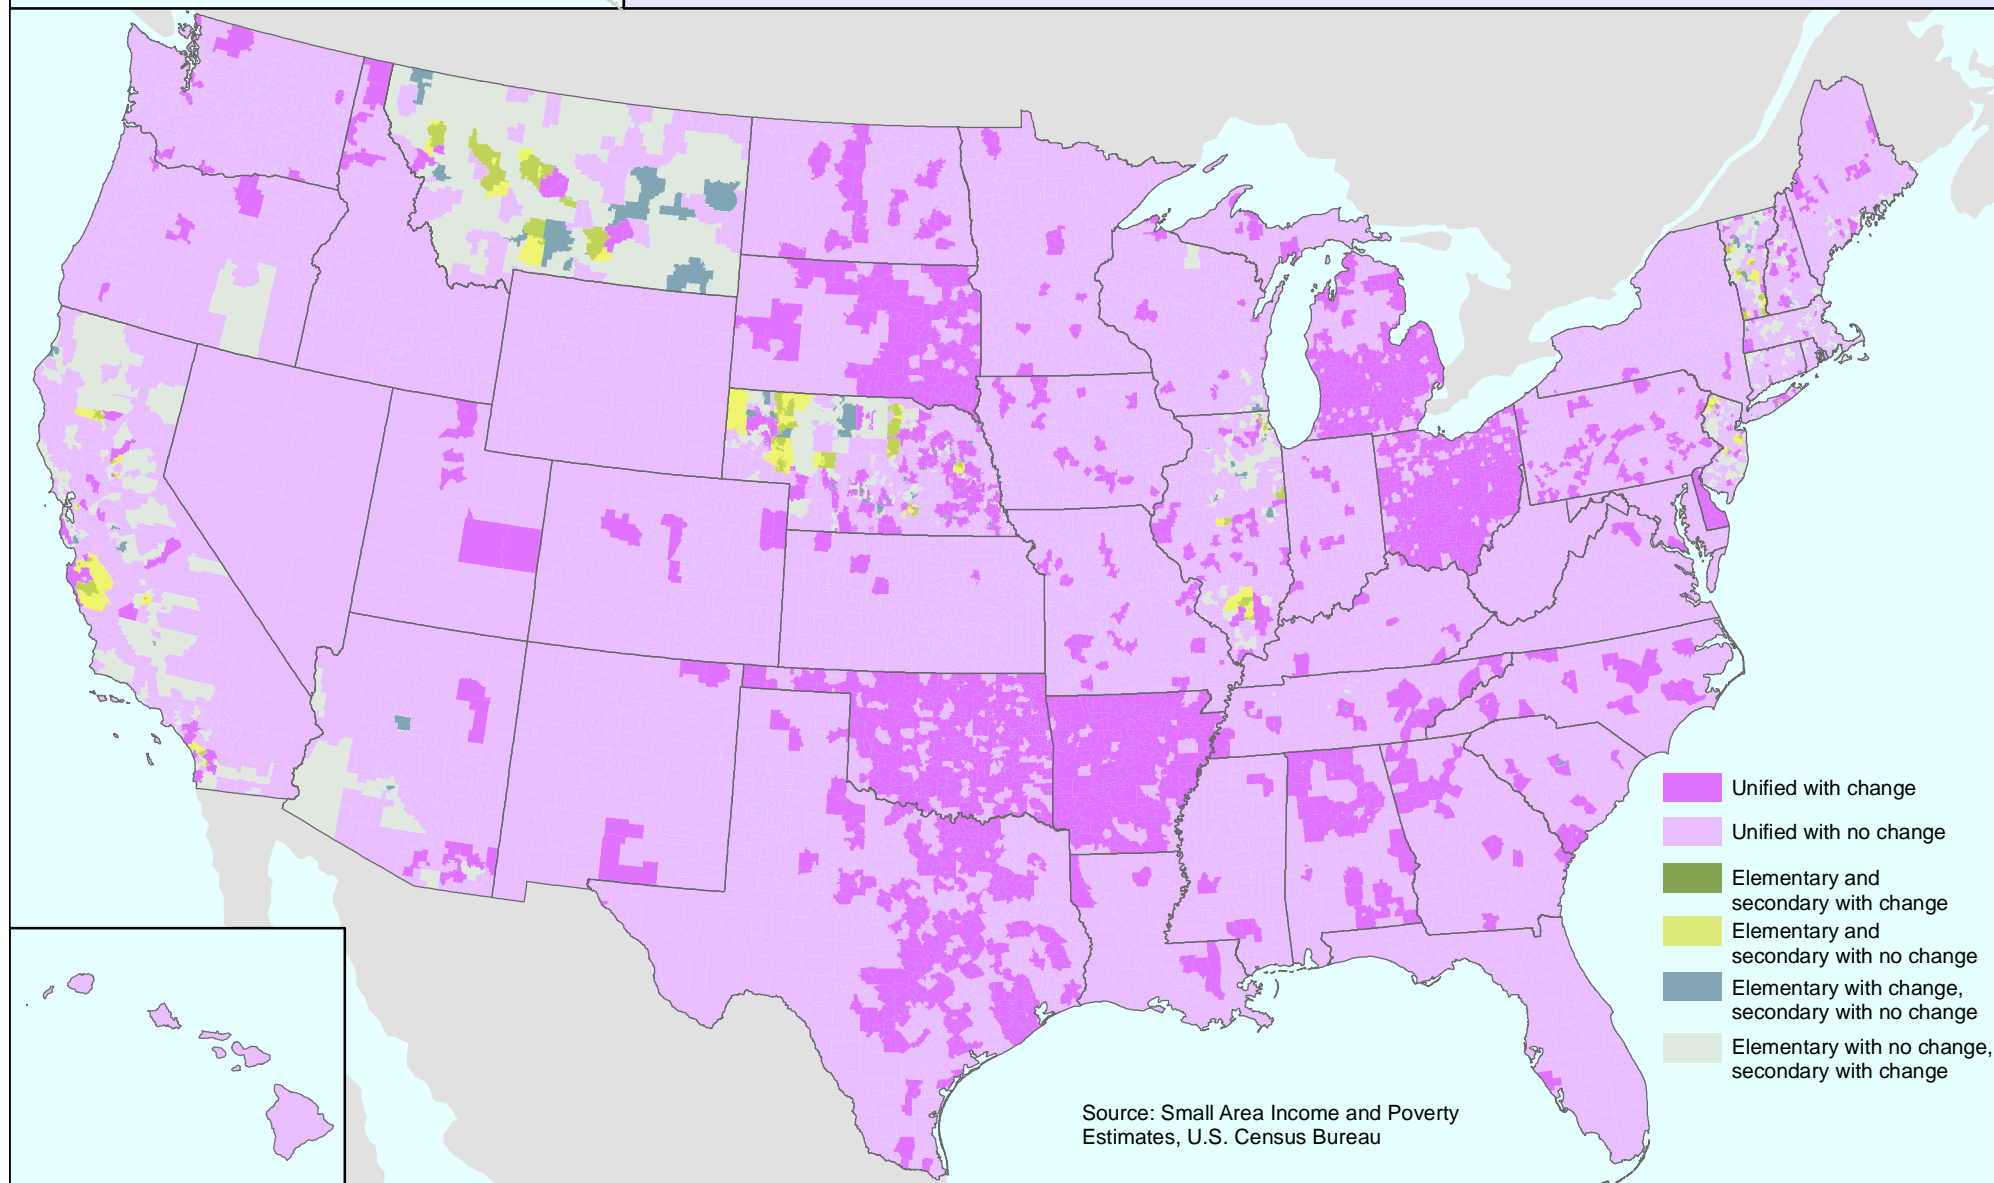 Unified with change
Unified with no change
Elementary and
secondary with change
Elementary and
secondary with no change
Elementary with change,
secondary with no change
Elementary with no change,
secondary with change
Source: Small Area Income and Poverty
Estimates, U.S. Census Bureau